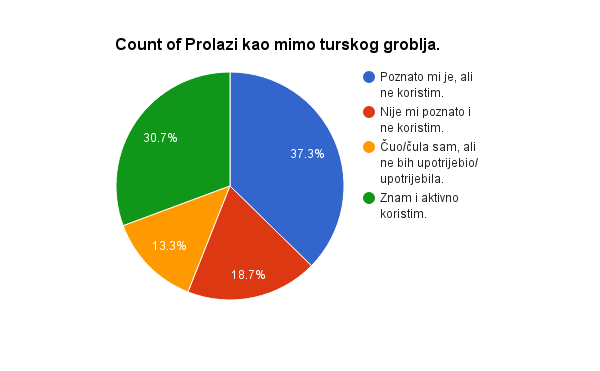 Count of Prolazi kao mimo turskog groblja.
Poznato mi je, ali
ne koristim.
Nije mi poznato i
ne koristim.
Čuo/čula sam, ali
ne bih upotrijebio/
upotrijebila.
Znam i aktivno
koristim.
30.7%
37.3%
13.3%
18.7%